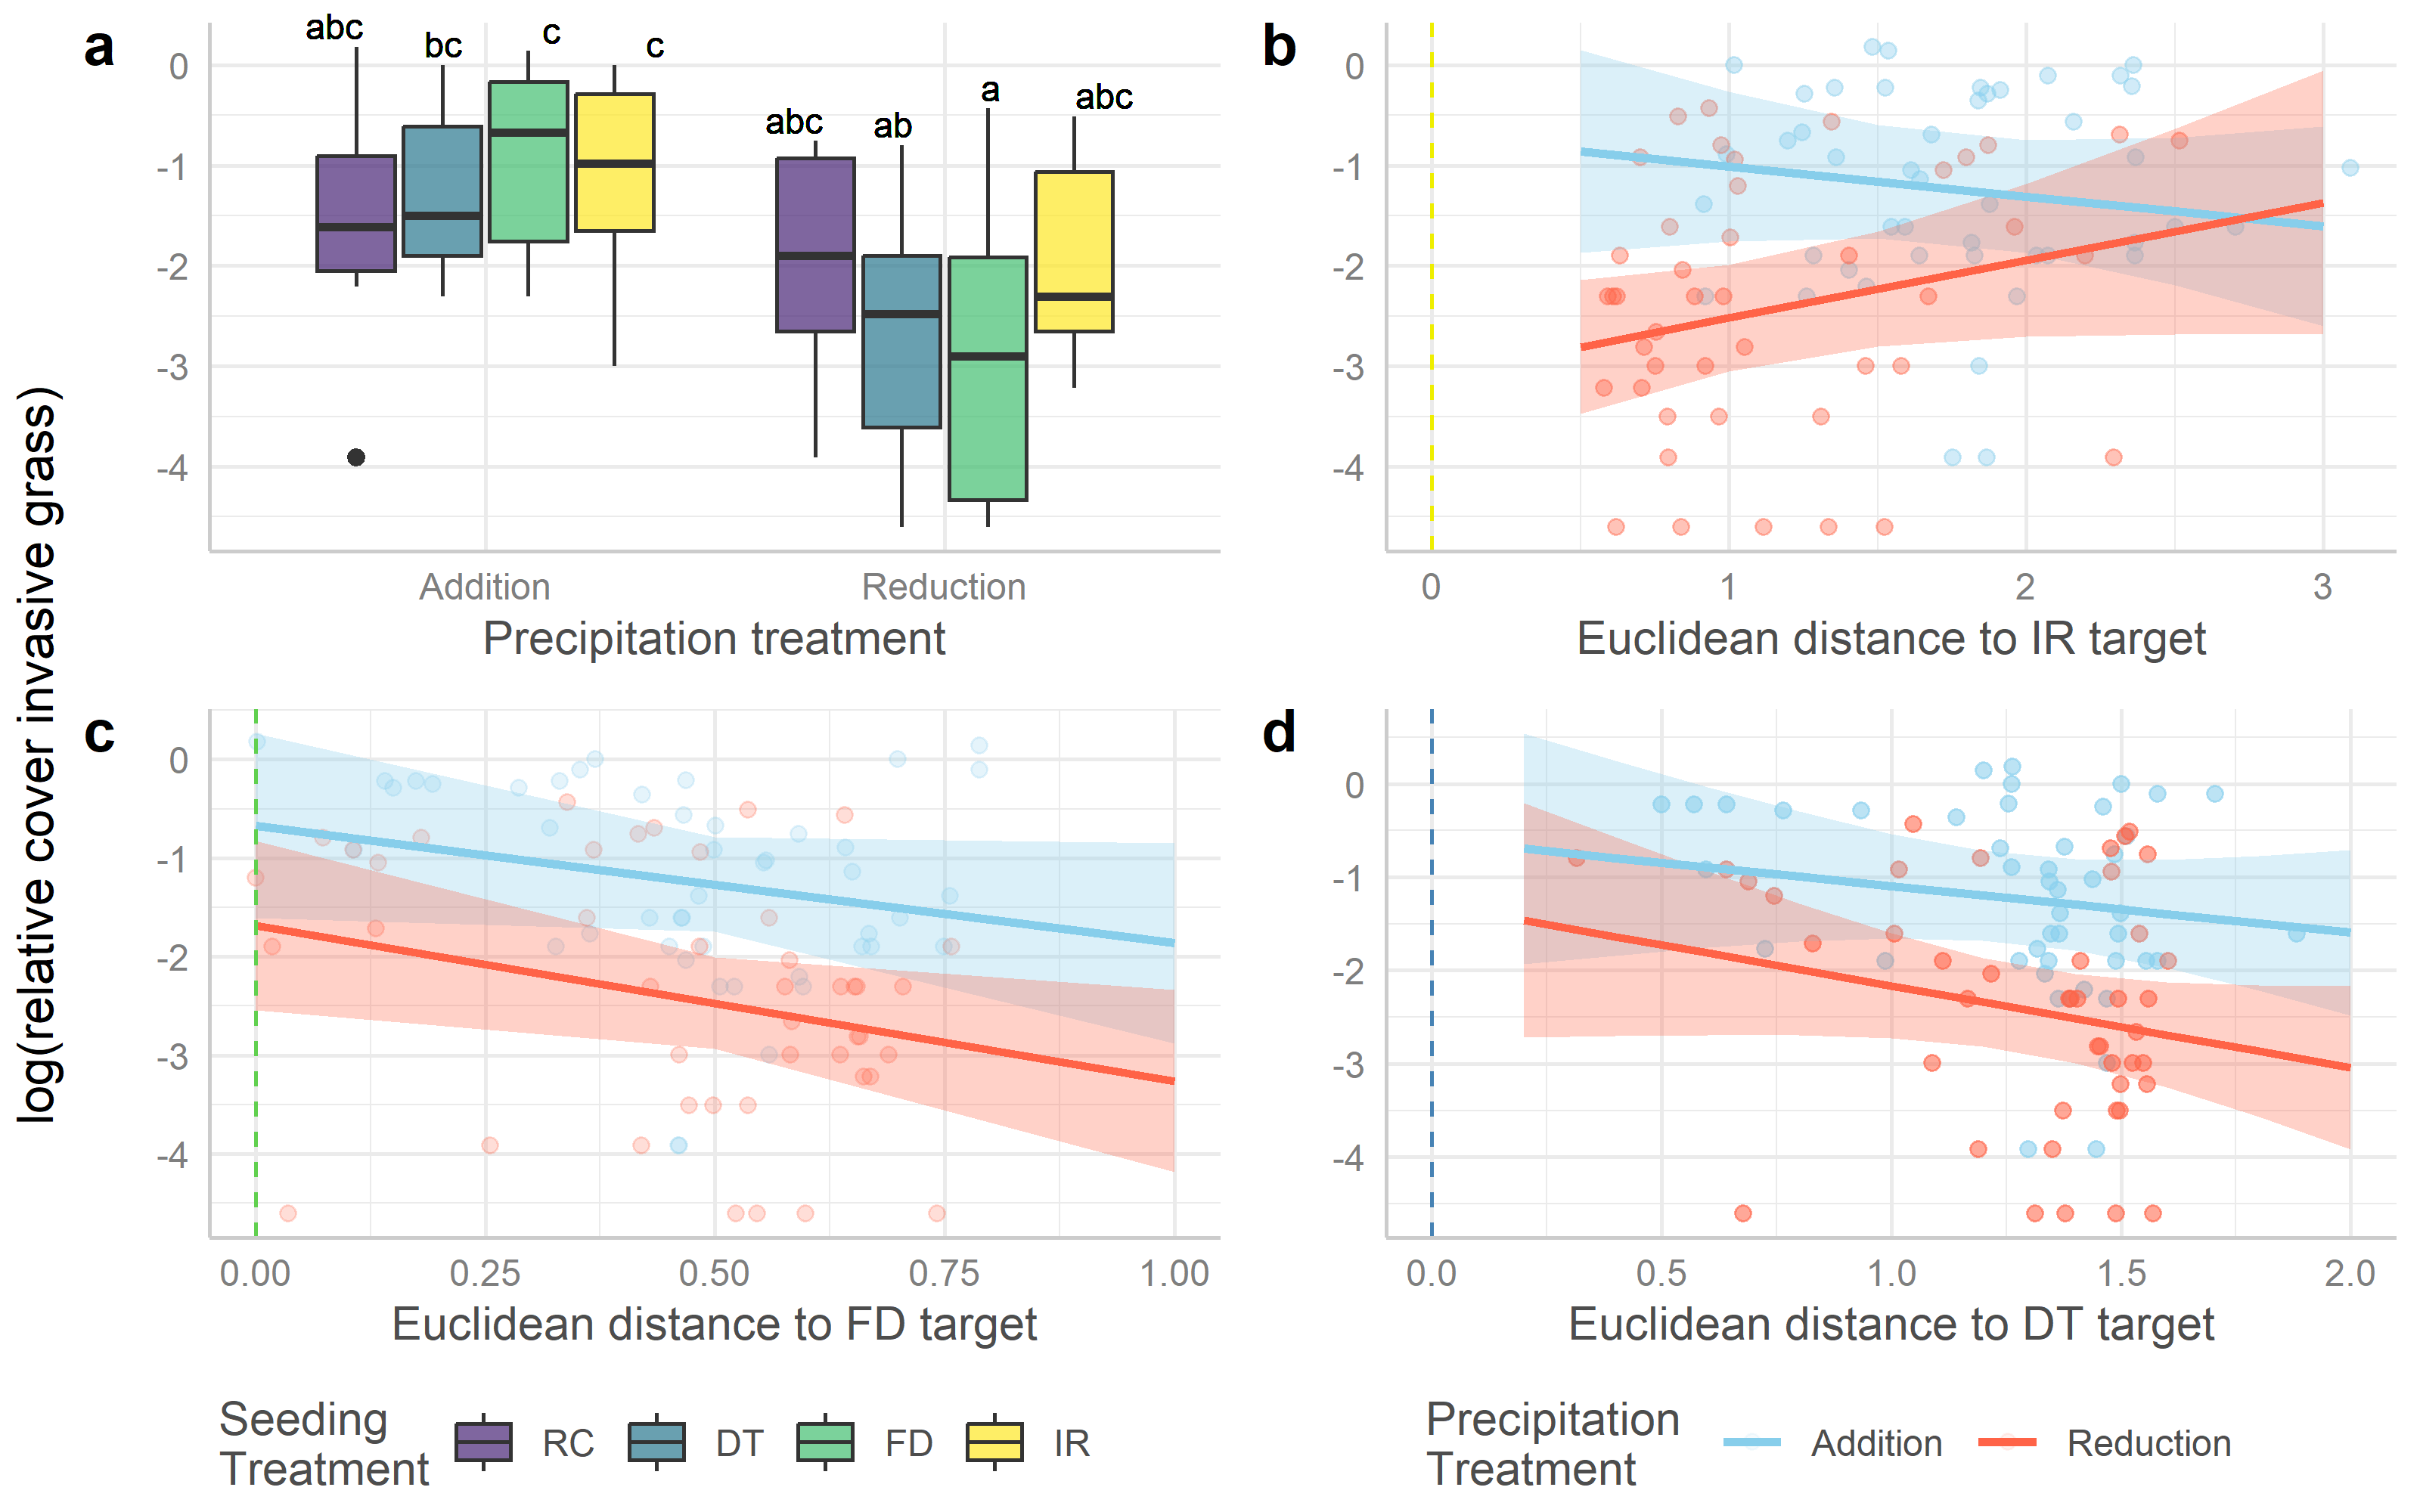 log(relative cover invasive grass)
a
abc
bc
c
c
abc
ab
a
abc
0
-1
-2
-3
-4
Addition
Reduction
Precipitation treatment
b
0
-1
-2
-3
-4
0
1
2
3
Euclidean distance to IR target
c
0
-1
-2
-3
-4
0.00
0.25
0.50
0.75
1.00
Euclidean distance to FD target
d
0
-1
-2
-3
-4
0.0
0.5
1.0
1.5
2.0
Euclidean distance to DT target
Seeding
Treatment
RC
DT
FD
IR
Precipitation
Treatment
Addition
Reduction